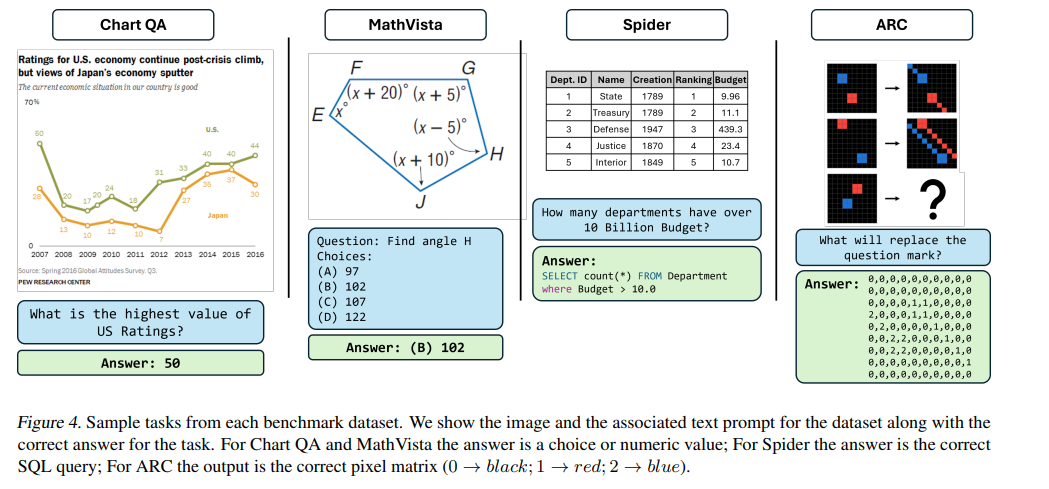 Chart QA
Ratings for U.S. economy continue post-crisis climb,
but views of Japan's economy sputter
The current economic situation in our country is good
70%
50
U.S.
44
40
40
33
31
24
20
20
17
18
28
13
10
12
10
7
27
36
37
30
Japan
0
2007 2008 2009 2010 2011 2012 2013 2014 2015 2016
Source: Spring 2016 Global Attitudes Survey. Q3.
PEW RESEARCH CENTER
What is the highest value of
US Ratings?
Answer: 50
MathVista
F
G
(x + 20)° (x + 5)°
E
x°
(x − 5)°
H
(x + 10)°
J
Question: Find angle H
Choices:
(A) 97
(B) 102
(C) 107
(D) 122
Answer: (B) 102
Spider
Dept. ID Name Creation Ranking Budget
1 State 1789 1 9.96
2 Treasury 1789 2 11.1
3 Defense 1947 3 439.3
4 Justice 1870 4 23.4
5 Interior 1849 5 10.7
How many departments have over
10 Billion Budget?
Answer:
SELECT count(*) FROM Department
where Budget > 10.0
ARC
?
What will replace the
question mark?
Answer:
0,0,0,0,0,0,0,0,0,0
0,0,0,0,0,0,0,0,0,0
0,0,0,0,1,1,0,0,0,0
2,0,0,0,1,1,0,0,0,0
0,2,0,0,0,0,1,0,0,0
0,0,2,2,0,0,0,1,0,0
0,0,2,2,0,0,0,0,1,0
0,0,0,0,0,0,0,0,0,1
0,0,0,0,0,0,0,0,0,0
Figure 4. Sample tasks from each benchmark dataset. We show the image and the associated text prompt for the dataset along with the
correct answer for the task. For Chart QA and MathVista the answer is a choice or numeric value; For Spider the answer is the correct
SQL query; For ARC the output is the correct pixel matrix (0 → black; 1 → red; 2 → blue).